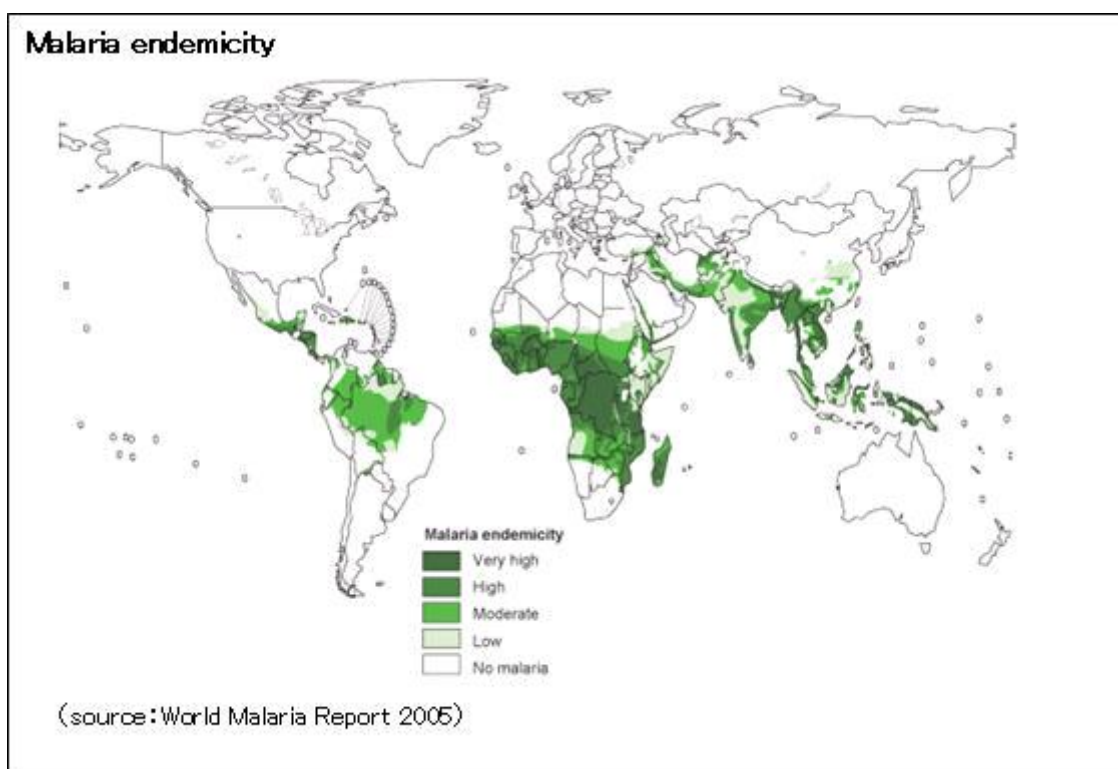 Malaria endemicity
Malaria endemicity
Very high
High
Moderate
Low
No malaria
(source:World Malaria Report 2005)